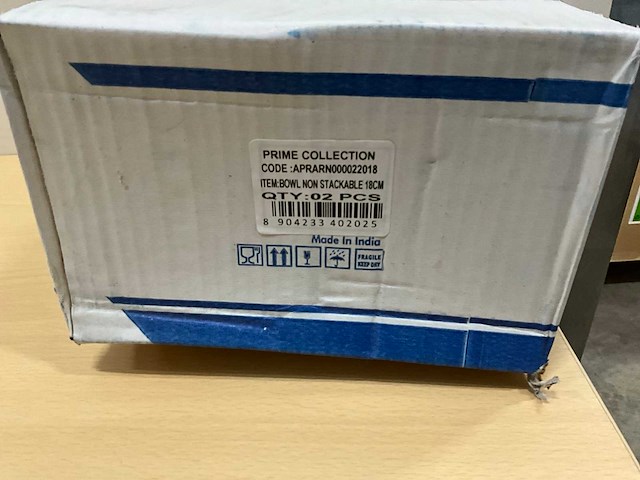 PRIME COLLECTION
CODE :APRARN000022018
ITEM:BOWL NON STACKABLE 18CM
QTY:02 PCS
8 904233 402025
Made In India
FRAGILE
KEEP DRY